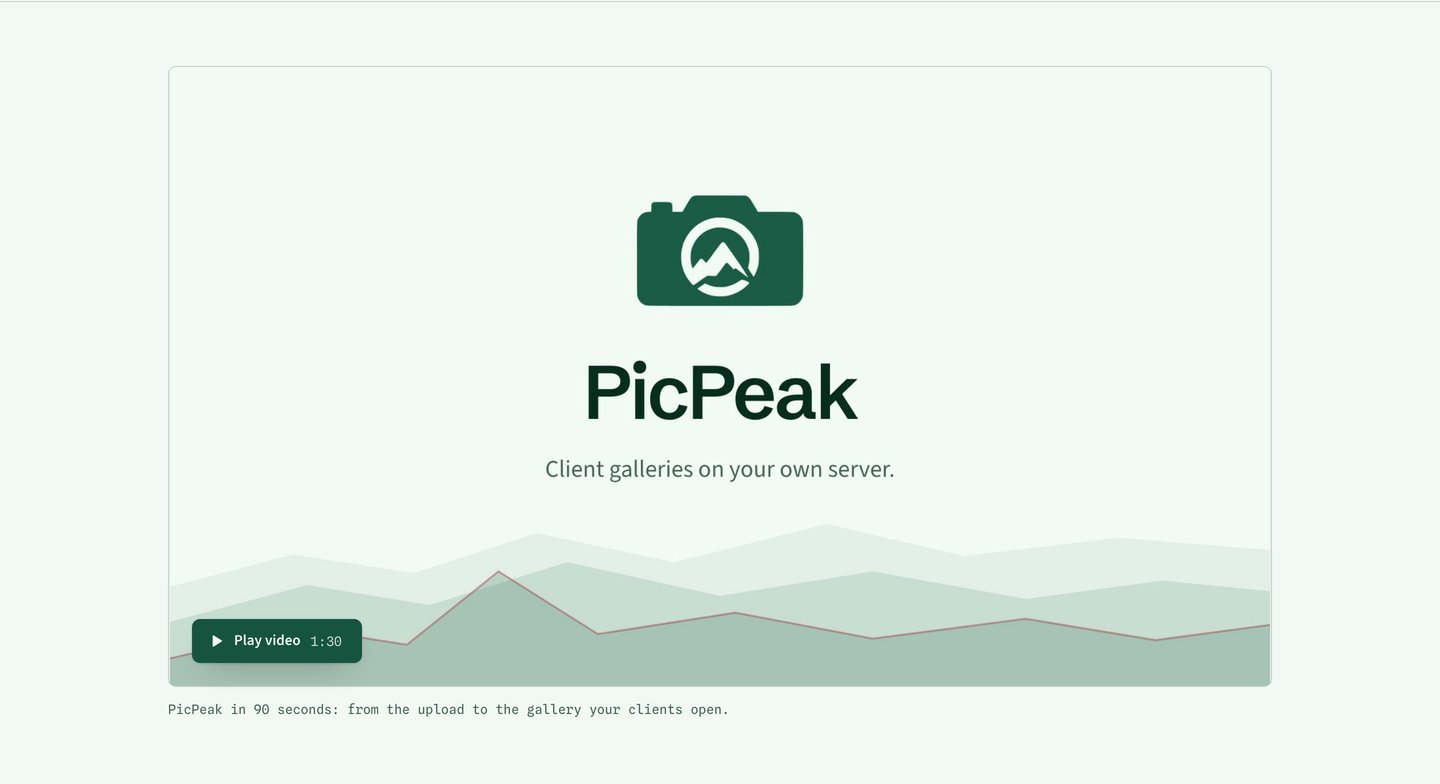 PicPeak
Client galleries on your own server.
Play video 1:30
PicPeak in 90 seconds: from the upload to the gallery your clients open.